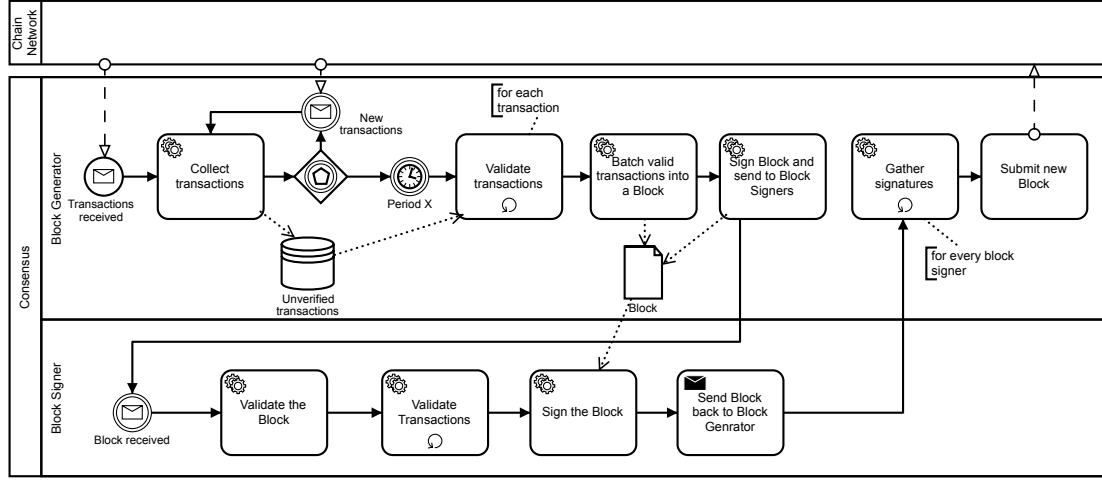 Chain
Network
Consensus
Block Generator
Transactions
received
Collect
transactions
New
transactions
Period X
Unverified
transactions
for each
transaction
Validate
transactions
Batch valid
transactions into
a Block
Sign Block and
send to Block
Signers
Block
Gather
signatures
for every block
signer
Submit new
Block
Block Signer
Block received
Validate the
Block
Validate
Transactions
Sign the Block
Send Block
back to Block
Genrator